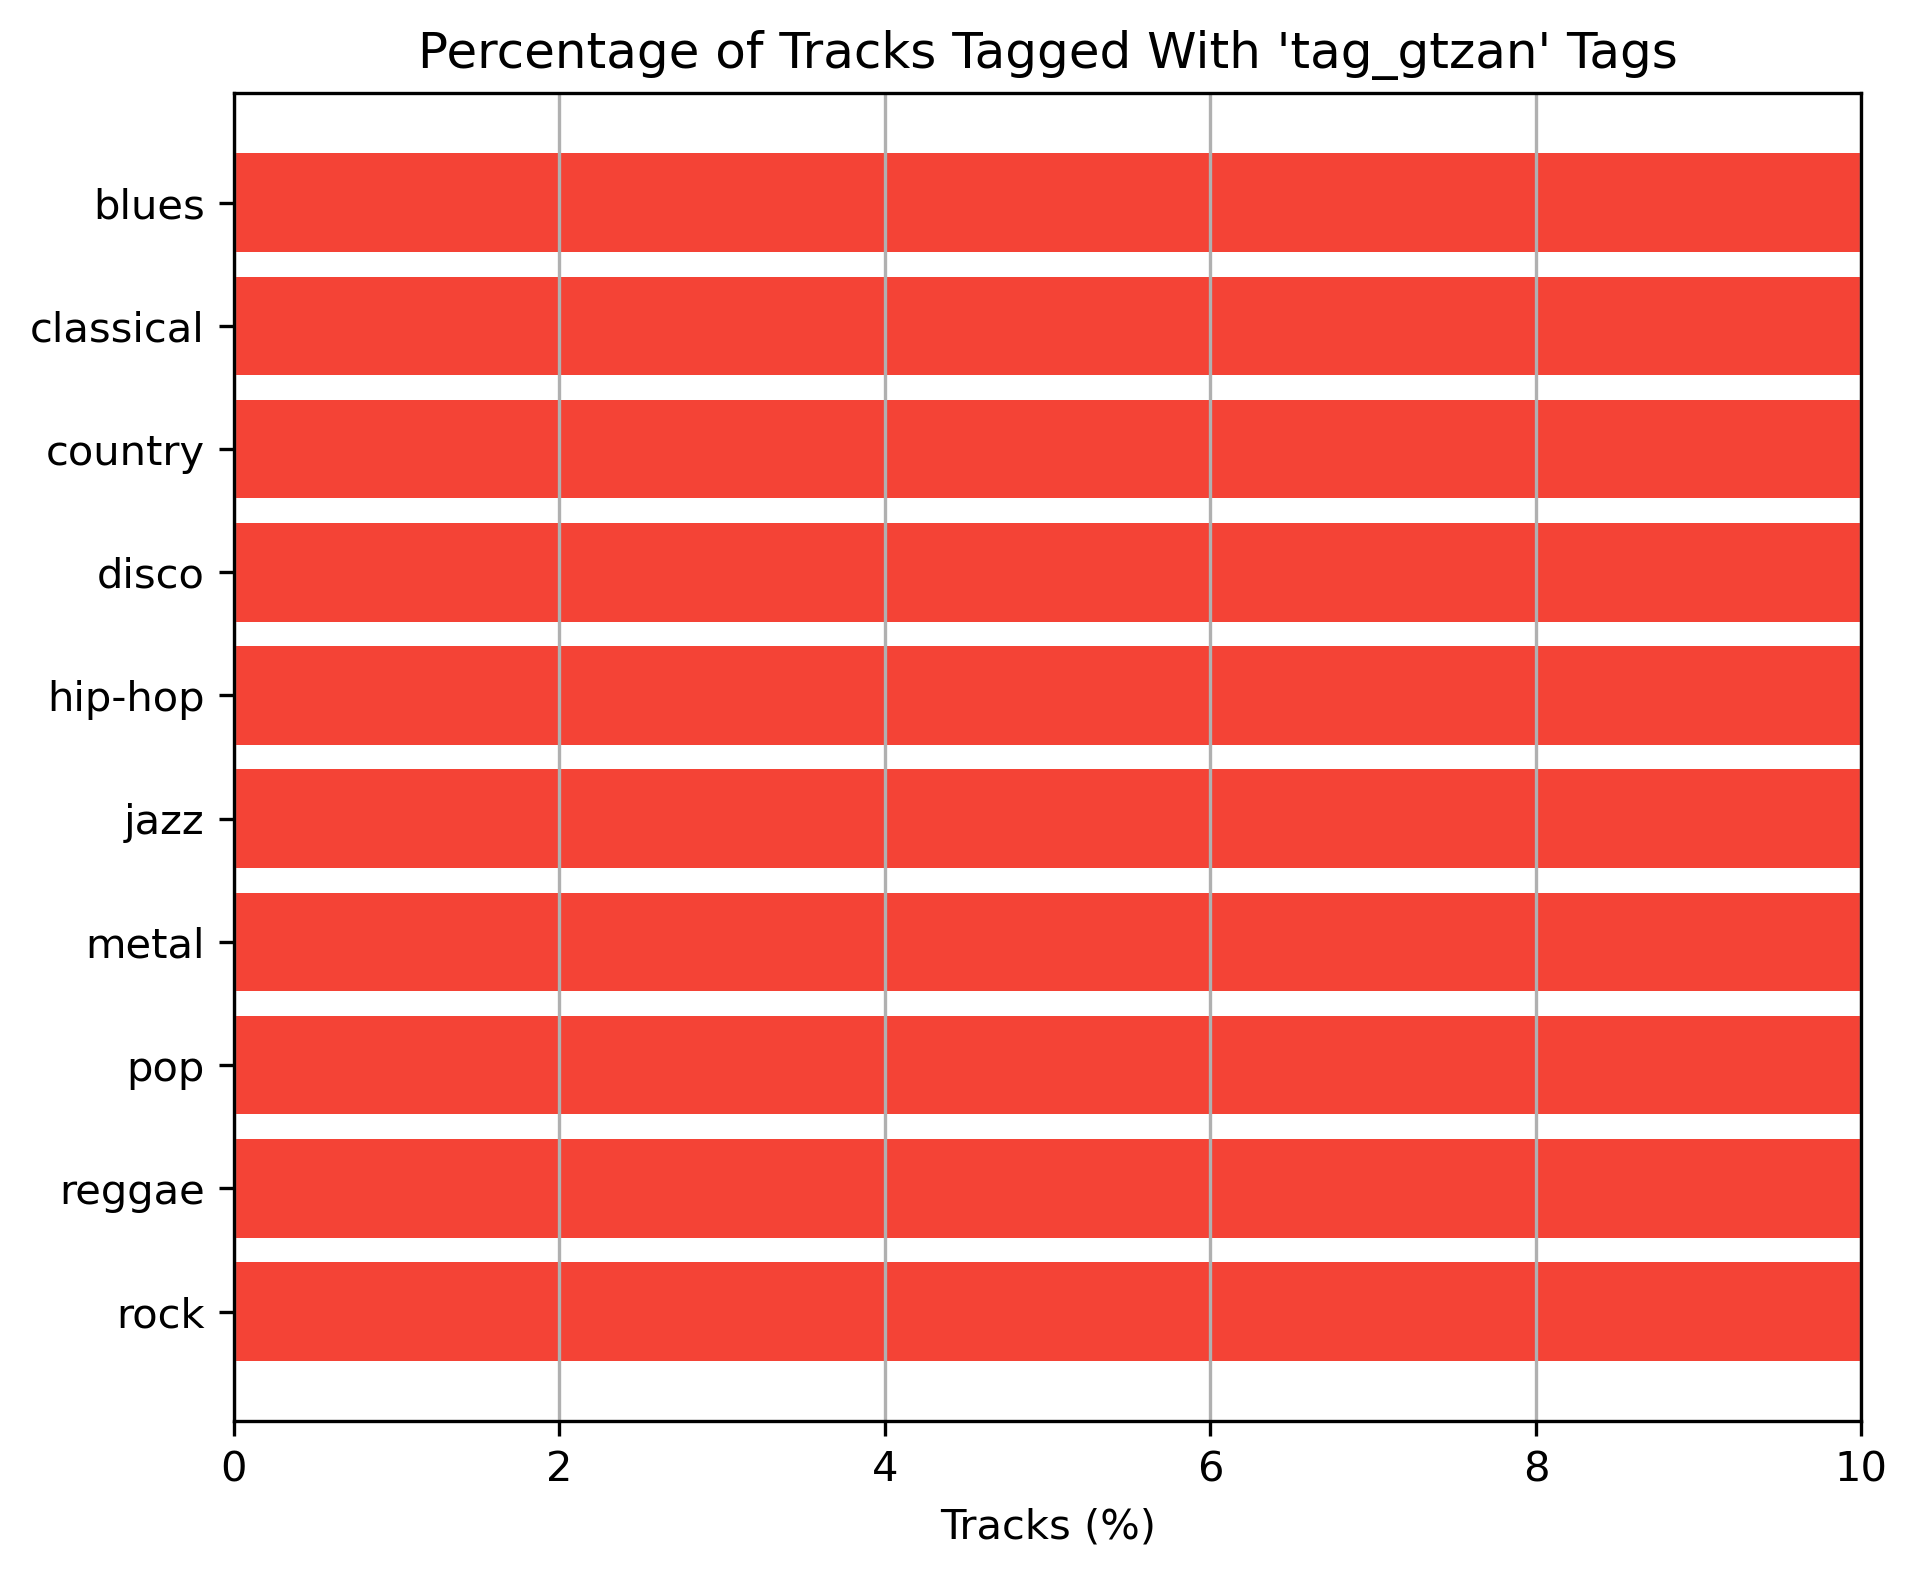 Percentage of Tracks Tagged With 'tag_gtzan' Tags
blues
classical
country
disco
hip-hop
jazz
metal
pop
reggae
rock
0 2 4 6 8 10
Tracks (%)